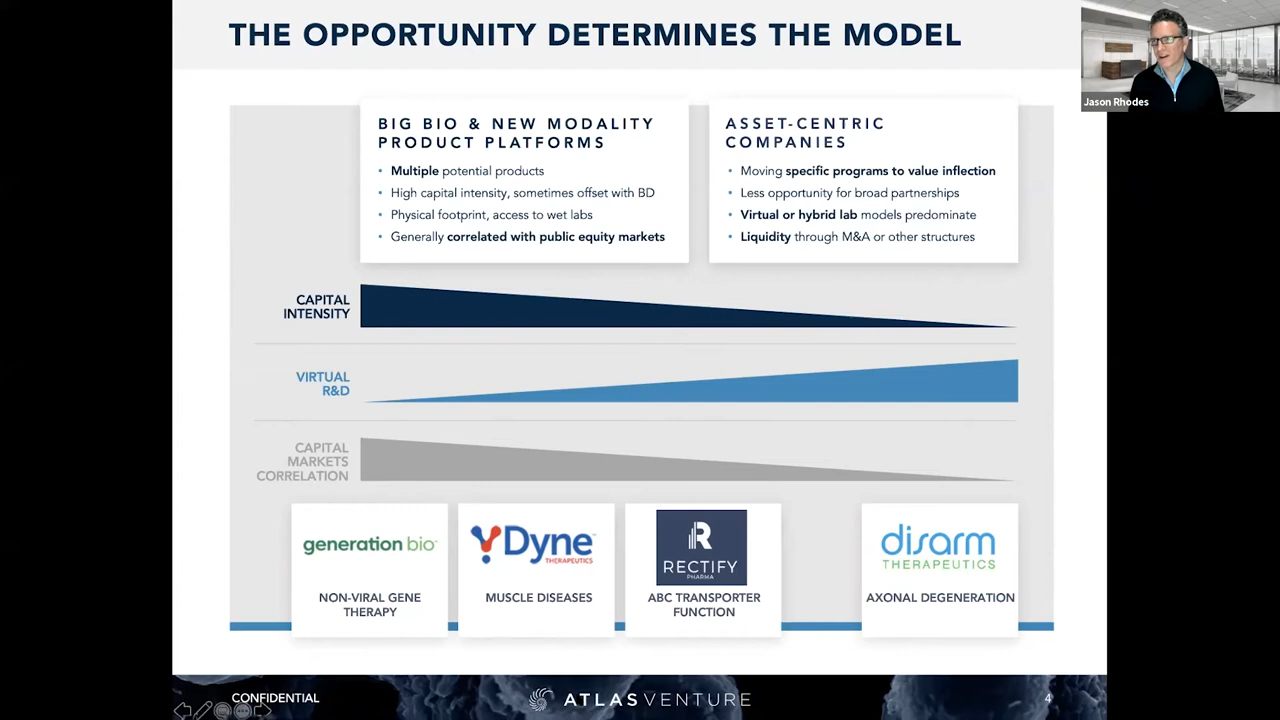 THE OPPORTUNITY DETERMINES THE MODEL
Jason Rhodes
BIG BIO & NEW MODALITY
PRODUCT PLATFORMS
• Multiple potential products
• High capital intensity, sometimes offset with BD
• Physical footprint, access to wet labs
• Generally correlated with public equity markets
ASSET-CENTRIC
COMPANIES
• Moving specific programs to value inflection
• Less opportunity for broad partnerships
• Virtual or hybrid lab models predominate
• Liquidity through M&A or other structures
CAPITAL
INTENSITY
VIRTUAL
R&D
CAPITAL
MARKETS
CORRELATION
generation bio
NON-VIRAL GENE
THERAPY
Dyne
THERAPEUTICS
MUSCLE DISEASES
R
RECTIFY
PHARMA
ABC TRANSPORTER
FUNCTION
disarm
THERAPEUTICS
AXONAL DEGENERATION
CONFIDENTIAL
ATLAS VENTURE
4